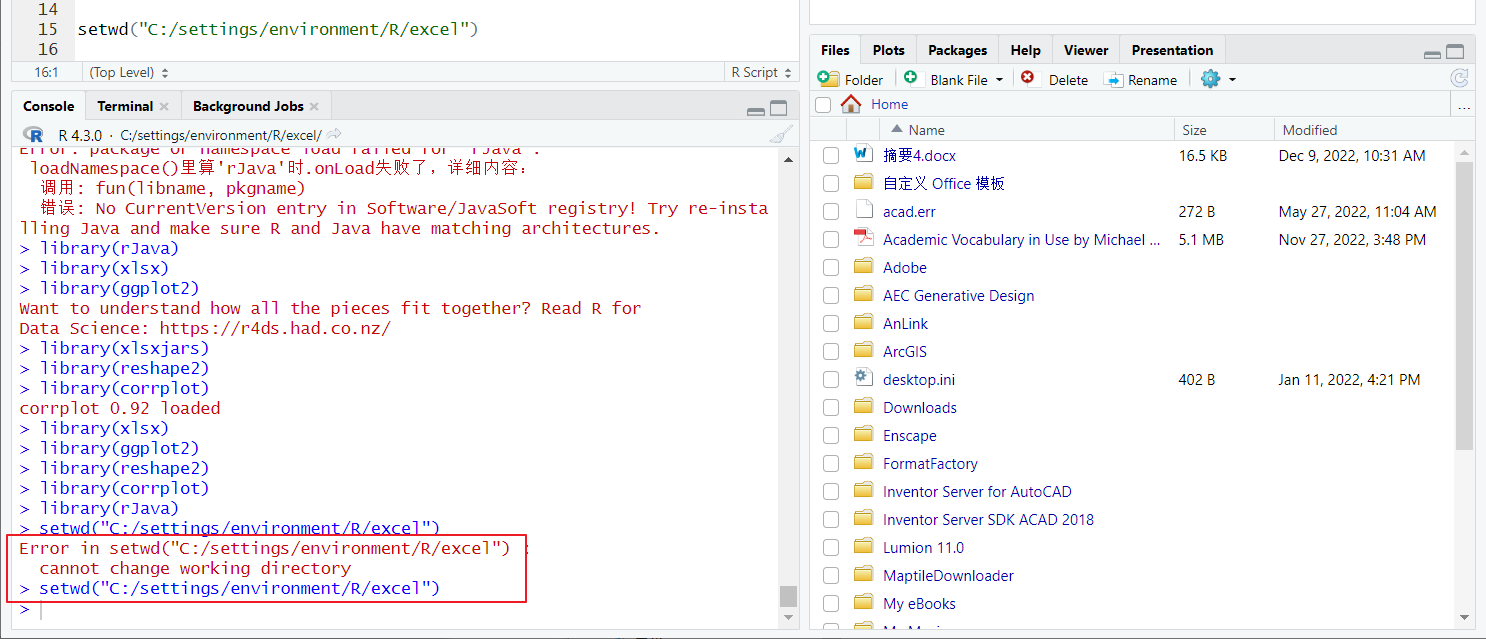 14
15 setwd("C:/settings/environment/R/excel")
16
16:1 (Top Level) R Script
Console Terminal Background Jobs
R 4.3.0 · C:/settings/environment/R/excel/
Error: package or namespace load failed for 'rJava':
loadNamespace()里算'rJava'时.onLoad失败了，详细内容：
调用: fun(libname, pkgname)
错误: No CurrentVersion entry in Software/JavaSoft registry! Try re-insta
lling Java and make sure R and Java have matching architectures.
> library(rJava)
> library(xlsx)
> library(ggplot2)
Want to understand how all the pieces fit together? Read R for
Data Science: https://r4ds.had.co.nz/
> library(xlsxjars)
> library(reshape2)
> library(corrplot)
corrplot 0.92 loaded
> library(xlsx)
> library(ggplot2)
> library(reshape2)
> library(corrplot)
> library(rJava)
> setwd("C:/settings/environment/R/excel")
Error in setwd("C:/settings/environment/R/excel") :
cannot change working directory
> setwd("C:/settings/environment/R/excel")
>
Files Plots Packages Help Viewer Presentation
Folder Blank File Delete Rename
Home ...
Name Size Modified
摘要4.docx 16.5 KB Dec 9, 2022, 10:31 AM
自定义 Office 模板
acad.err 272 B May 27, 2022, 11:04 AM
Academic Vocabulary in Use by Michael ... 5.1 MB Nov 27, 2022, 3:48 PM
Adobe
AEC Generative Design
AnLink
ArcGIS
desktop.ini 402 B Jan 11, 2022, 4:21 PM
Downloads
Enscape
FormatFactory
Inventor Server for AutoCAD
Inventor Server SDK ACAD 2018
Lumion 11.0
MaptileDownloader
My eBooks